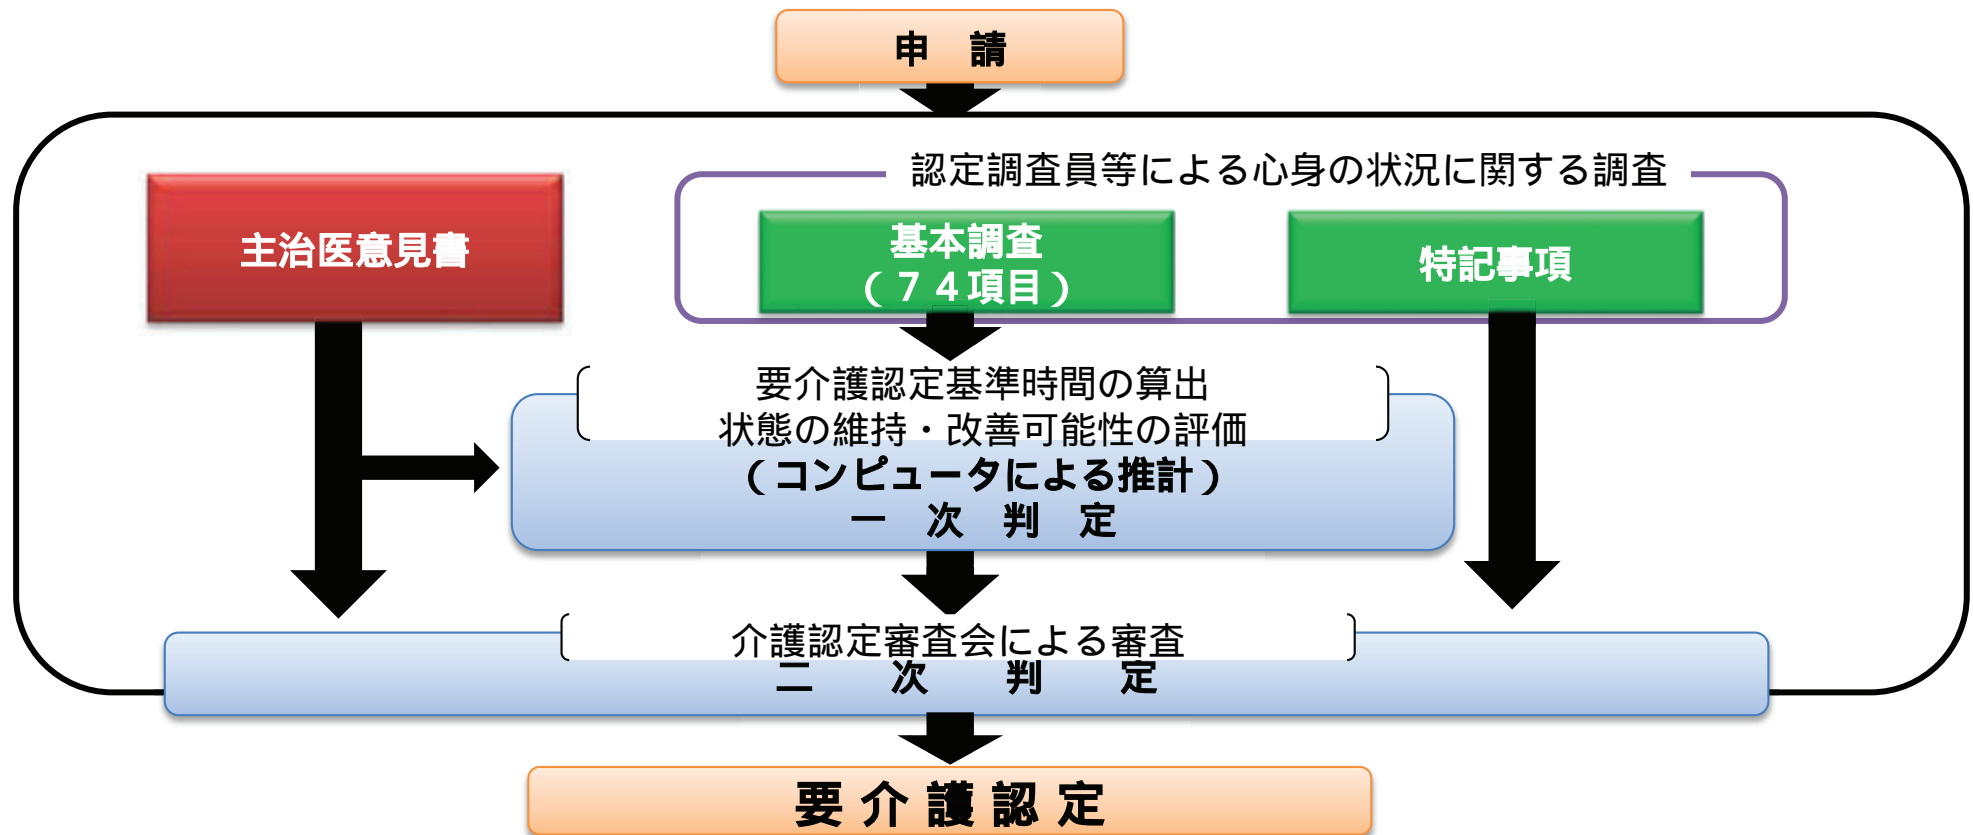 申　請
認定調査員等による心身の状況に関する調査
主治医意見書
基本調査
（７４項目）
特記事項
要介護認定基準時間の算出
状態の維持・改善可能性の評価
（コンピュータによる推計）
一　次　判　定
介護認定審査会による審査
二　次　判　定
要介護認定